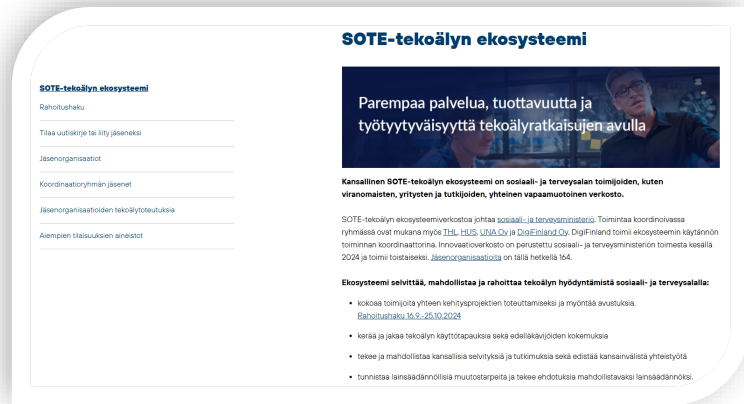 SOTE-tekoälyn ekosysteemi
SOTE-tekoälyn ekosysteemi
Rahoitushaku
Tilaa uutiskirje tai liity jäseneksi
Jäsenorganisaatiot
Koordinaatioryhmän jäsenet
Jäsenorganisaatioiden tekoälytoteutuksia
Aiempien tilaisuuksien aineistot
Parempaa palvelua, tuottavuutta ja
työtyytyväisyyttä tekoälyratkaisujen avulla
Kansallinen SOTE-tekoälyn ekosysteemi on sosiaali- ja terveysalan toimijoiden, kuten
viranomaisten, yritysten ja tutkijoiden, yhteinen vapaamuotoinen verkosto.
SOTE-tekoälyn ekosysteemiverkostoa johtaa sosiaali- ja terveysministeriö. Toimintaa koordinoivassa
ryhmässä ovat mukana myös THL, HUS, UNA Oy ja DigiFinland Oy. DigiFinland toimii ekosysteemin käytännön
toiminnan koordinaattorina. Innovaatioverkosto on perustettu sosiaali- ja terveysministeriön toimesta kesällä
2024 ja toimii toistaiseksi. Jäsenorganisaatioita on tällä hetkellä 164.
Ekosysteemi selvittää, mahdollistaa ja rahoittaa tekoälyn hyödyntämistä sosiaali- ja terveysalalla:
• kokoaa toimijoita yhteen kehitysprojektien toteuttamiseksi ja myöntää avustuksia.
Rahoitushaku 16.9.-25.10.2024
• kerää ja jakaa tekoälyn käyttötapauksia sekä edelläkävijöiden kokemuksia
• tekee ja mahdollistaa kansallisia selvityksiä ja tutkimuksia sekä edistää kansainvälistä yhteistyötä
• tunnistaa lainsäädännöllisiä muutostarpeita ja tekee ehdotuksia mahdollistavaksi lainsäädännöksi.